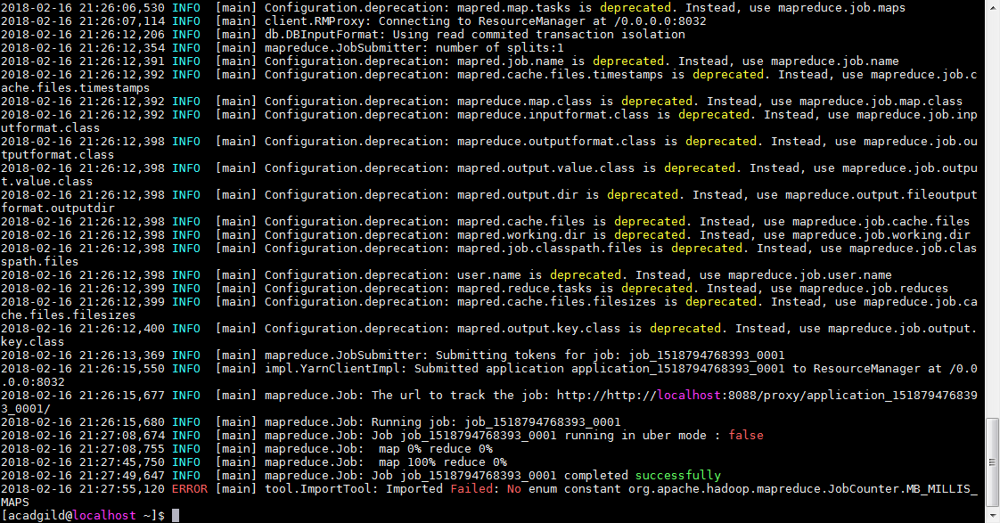 2018-02-16 21:26:06,530 INFO  [main] Configuration.deprecation: mapred.map.tasks is deprecated. Instead, use mapreduce.job.maps
2018-02-16 21:26:07,114 INFO  [main] client.RMProxy: Connecting to ResourceManager at /0.0.0.0:8032
2018-02-16 21:26:12,206 INFO  [main] db.DBInputFormat: Using read commited transaction isolation
2018-02-16 21:26:12,354 INFO  [main] mapreduce.JobSubmitter: number of splits:1
2018-02-16 21:26:12,391 INFO  [main] Configuration.deprecation: mapred.job.name is deprecated. Instead, use mapreduce.job.name
2018-02-16 21:26:12,392 INFO  [main] Configuration.deprecation: mapred.cache.files.timestamps is deprecated. Instead, use mapreduce.job.c
ache.files.timestamps
2018-02-16 21:26:12,392 INFO  [main] Configuration.deprecation: mapreduce.map.class is deprecated. Instead, use mapreduce.job.map.class
2018-02-16 21:26:12,392 INFO  [main] Configuration.deprecation: mapreduce.inputformat.class is deprecated. Instead, use mapreduce.job.inp
utformat.class
2018-02-16 21:26:12,398 INFO  [main] Configuration.deprecation: mapreduce.outputformat.class is deprecated. Instead, use mapreduce.job.ou
tputformat.class
2018-02-16 21:26:12,398 INFO  [main] Configuration.deprecation: mapred.output.value.class is deprecated. Instead, use mapreduce.job.outpu
t.value.class
2018-02-16 21:26:12,398 INFO  [main] Configuration.deprecation: mapred.output.dir is deprecated. Instead, use mapreduce.output.fileoutput
format.outputdir
2018-02-16 21:26:12,398 INFO  [main] Configuration.deprecation: mapred.cache.files is deprecated. Instead, use mapreduce.job.cache.files
2018-02-16 21:26:12,398 INFO  [main] Configuration.deprecation: mapred.working.dir is deprecated. Instead, use mapreduce.job.working.dir
2018-02-16 21:26:12,398 INFO  [main] Configuration.deprecation: mapred.job.classpath.files is deprecated. Instead, use mapreduce.job.clas
spath.files
2018-02-16 21:26:12,398 INFO  [main] Configuration.deprecation: user.name is deprecated. Instead, use mapreduce.job.user.name
2018-02-16 21:26:12,399 INFO  [main] Configuration.deprecation: mapred.reduce.tasks is deprecated. Instead, use mapreduce.job.reduces
2018-02-16 21:26:12,399 INFO  [main] Configuration.deprecation: mapred.cache.files.filesizes is deprecated. Instead, use mapreduce.job.ca
che.files.filesizes
2018-02-16 21:26:12,400 INFO  [main] Configuration.deprecation: mapred.output.key.class is deprecated. Instead, use mapreduce.job.output.
key.class
2018-02-16 21:26:13,369 INFO  [main] mapreduce.JobSubmitter: Submitting tokens for job: job_1518794768393_0001
2018-02-16 21:26:15,550 INFO  [main] impl.YarnClientImpl: Submitted application application_1518794768393_0001 to ResourceManager at /0.0
.0.0:8032
2018-02-16 21:26:15,677 INFO  [main] mapreduce.Job: The url to track the job: http://http://localhost:8088/proxy/application_151879476839
3_0001/
2018-02-16 21:26:15,680 INFO  [main] mapreduce.Job: Running job: job_1518794768393_0001
2018-02-16 21:27:08,674 INFO  [main] mapreduce.Job: Job job_1518794768393_0001 running in uber mode : false
2018-02-16 21:27:08,755 INFO  [main] mapreduce.Job:  map 0% reduce 0%
2018-02-16 21:27:45,750 INFO  [main] mapreduce.Job:  map 100% reduce 0%
2018-02-16 21:27:49,647 INFO  [main] mapreduce.Job: Job job_1518794768393_0001 completed successfully
2018-02-16 21:27:55,120 ERROR [main] tool.ImportTool: Imported Failed: No enum constant org.apache.hadoop.mapreduce.JobCounter.MB_MILLIS_
MAPS
[acadgild@localhost ~]$